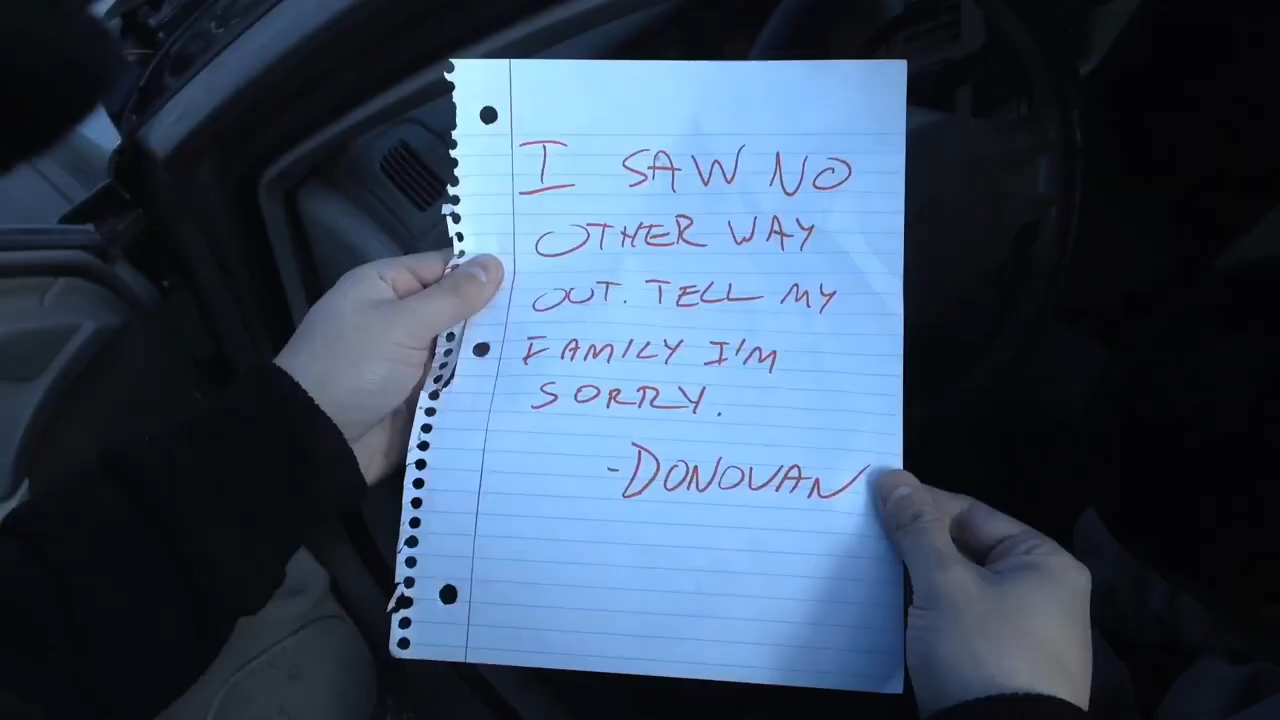 I SAW NO
OTHER WAY
OUT. TELL MY
FAMILY I'M
SORRY.
-DONOVAN